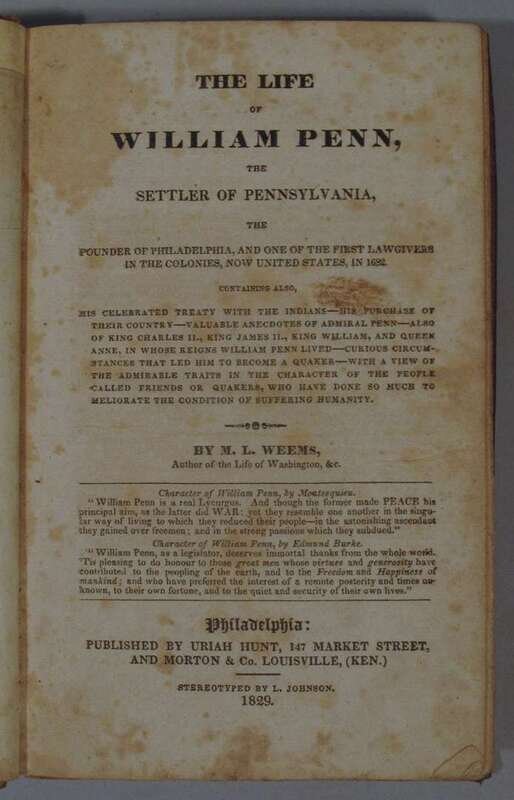 THE LIFE
OF
WILLIAM PENN,
THE
SETTLER OF PENNSYLVANIA,
THE
FOUNDER OF PHILADELPHIA, AND ONE OF THE FIRST LAWGIVERS
IN THE COLONIES, NOW UNITED STATES, IN 1682.
CONTAINING ALSO,
HIS CELEBRATED TREATY WITH THE INDIANS—HIS PURCHASE OF
THEIR COUNTRY—VALUABLE ANECDOTES OF ADMIRAL PENN—ALSO
OF KING CHARLES II., KING JAMES II., KING WILLIAM, AND QUEEN
ANNE, IN WHOSE REIGNS WILLIAM PENN LIVED—CURIOUS CIRCUM-
STANCES THAT LED HIM TO BECOME A QUAKER—WITH A VIEW OF
THE ADMIRABLE TRAITS IN THE CHARACTER OF THE PEOPLE
CALLED FRIENDS OR QUAKERS, WHO HAVE DONE SO MUCH TO
MELIORATE THE CONDITION OF SUFFERING HUMANITY.
BY M. L. WEEMS,
Author of the Life of Washington, &c.
Character of William Penn, by Montesquieu.
"William Penn is a real Lycurgus. And though the former made PEACE his
principal aim, as the latter did WAR; yet they resemble one another in the singu-
lar way of living to which they reduced their people—in the astonishing ascendant
they gained over freemen; and in the strong passions which they subdued."
Character of William Penn, by Edmund Burke.
"William Penn, as a legislator, deserves immortal thanks from the whole world.
'Tis pleasing to do honour to those great men whose virtues and generosity have
contributed to the peopling of the earth, and to the Freedom and Happiness of
mankind; and who have preferred the interest of a remote posterity and times un-
known, to their own fortune, and to the quiet and security of their own lives."
Philadelphia:
PUBLISHED BY URIAH HUNT, 147 MARKET STREET,
AND MORTON & Co. LOUISVILLE, (KEN.)
STEREOTYPED BY L. JOHNSON.
1829.